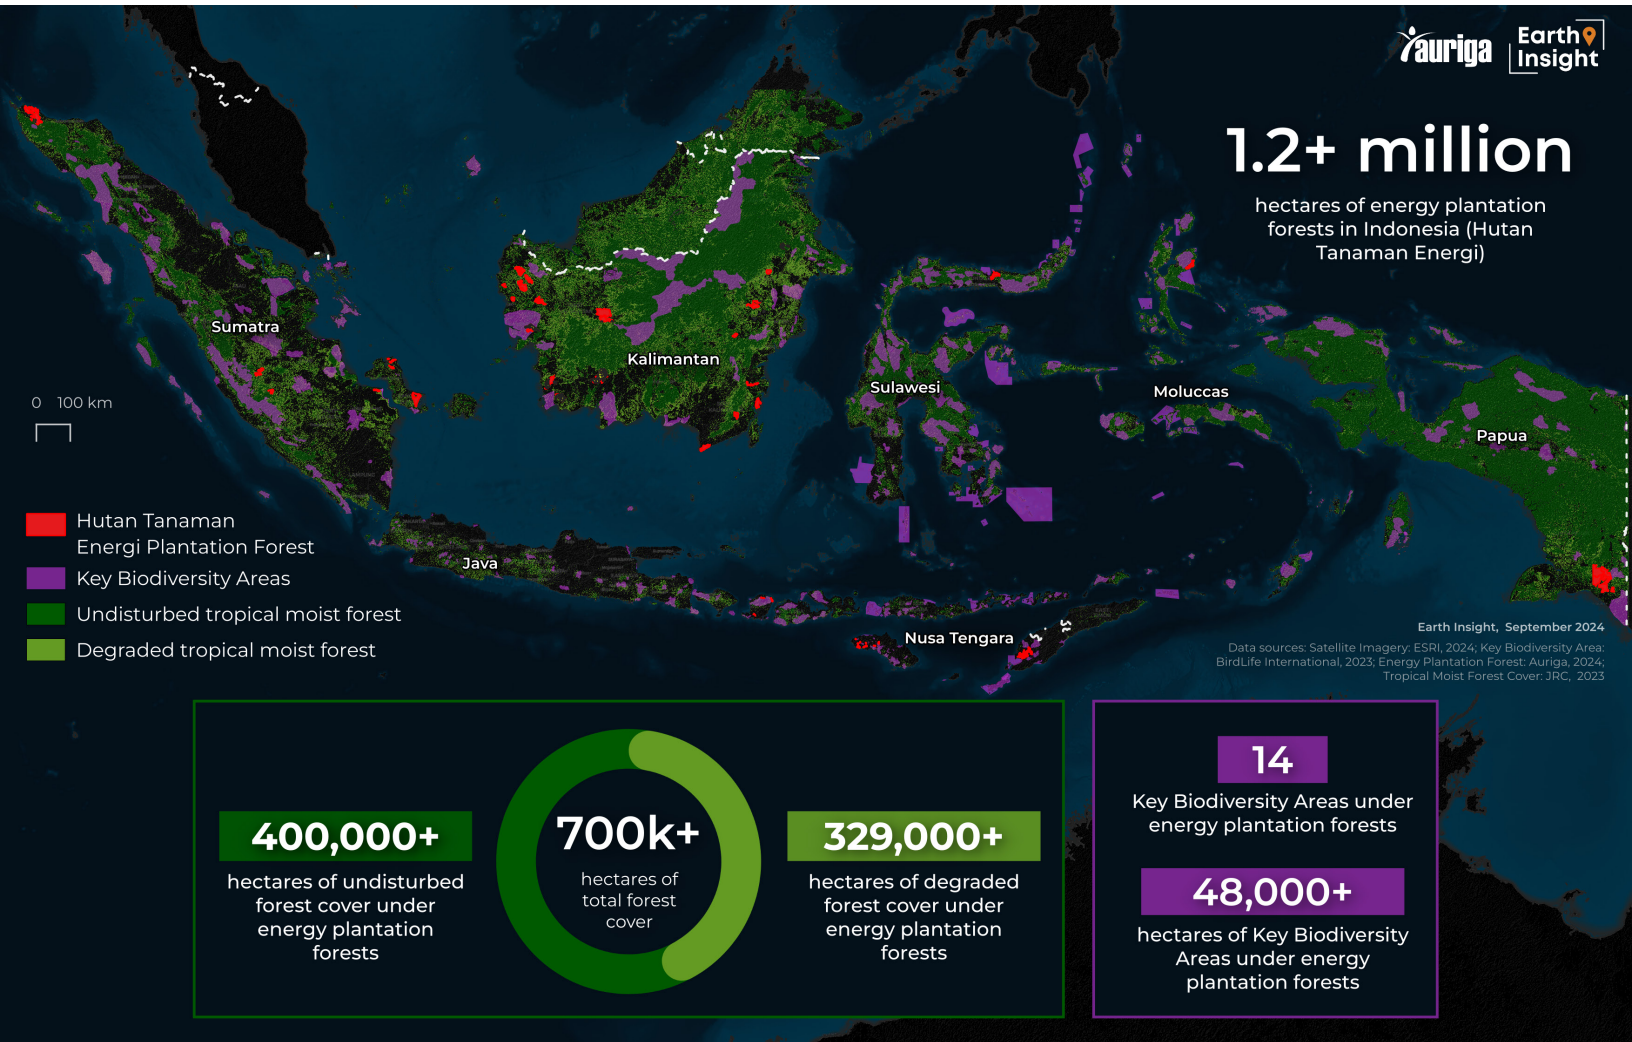 auriga
Earth
Insight
1.2+ million
hectares of energy plantation
forests in Indonesia (Hutan
Tanaman Energi)
Sumatra
Kalimantan
Sulawesi
Moluccas
Papua
Java
Nusa Tengara
0 100 km
Hutan Tanaman
Energi Plantation Forest
Key Biodiversity Areas
Undisturbed tropical moist forest
Degraded tropical moist forest
Earth Insight, September 2024
Data sources: Satellite Imagery: ESRI, 2024; Key Biodiversity Area:
BirdLife International, 2023; Energy Plantation Forest: Auriga, 2024;
Tropical Moist Forest Cover: JRC, 2023
400,000+
hectares of undisturbed
forest cover under
energy plantation
forests
700k+
hectares of
total forest
cover
329,000+
hectares of degraded
forest cover under
energy plantation
forests
14
Key Biodiversity Areas under
energy plantation forests
48,000+
hectares of Key Biodiversity
Areas under energy
plantation forests